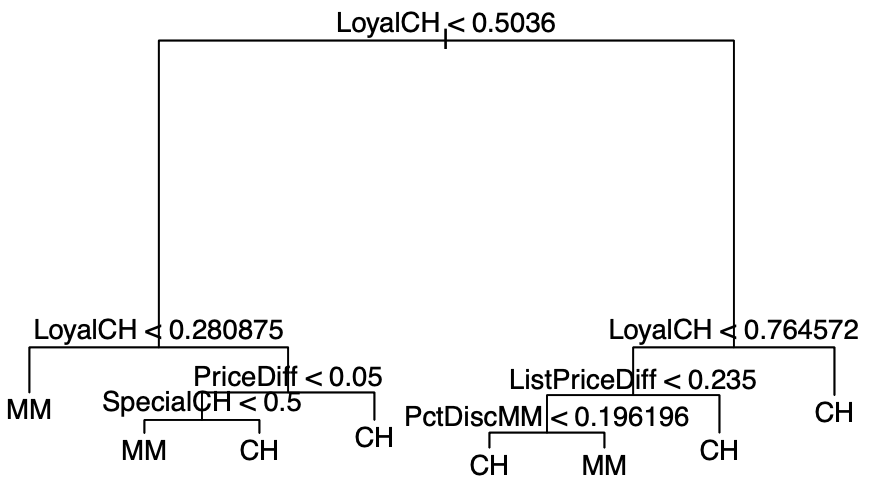 LoyalCH < 0.5036
LoyalCH < 0.280875
LoyalCH < 0.764572
PriceDiff < 0.05
ListPriceDiff < 0.235
SpecialCH < 0.5
PctDiscMM < 0.196196
MM
CH
CH
MM
CH
CH
CH
MM